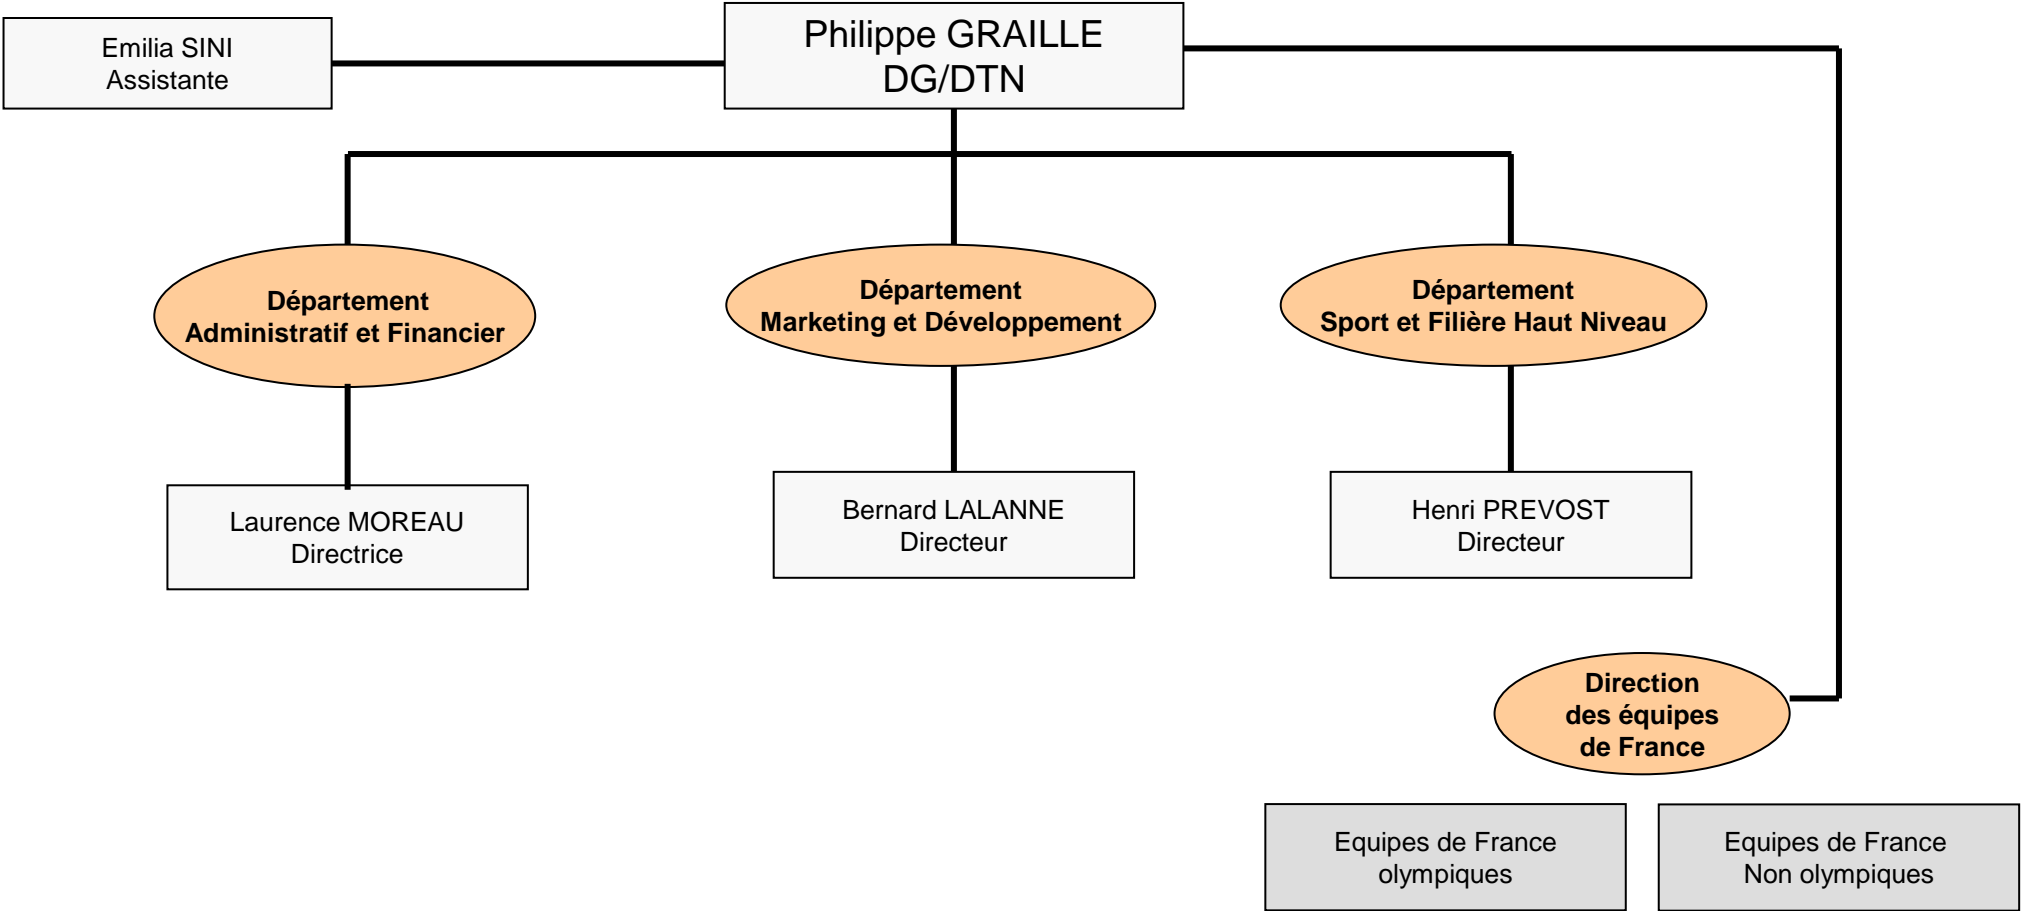 Emilia SINI
Assistante
Philippe GRAILLE
DG/DTN
Département
Administratif et Financier
Département
Marketing et Développement
Département
Sport et Filière Haut Niveau
Laurence MOREAU
Directrice
Bernard LALANNE
Directeur
Henri PREVOST
Directeur
Direction
des équipes
de France
Equipes de France
olympiques
Equipes de France
Non olympiques